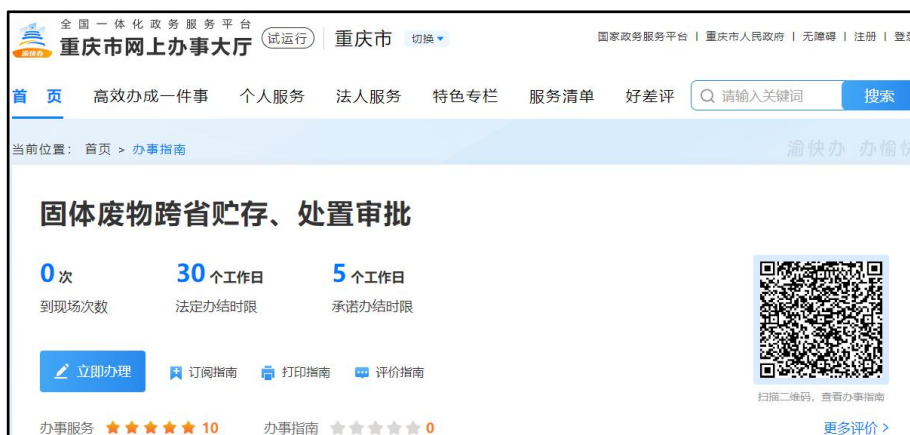 全国一体化政务服务平台
重庆市网上办事大厅 试运行 重庆市 切换
渝快办
国家政务服务平台 | 重庆市人民政府 | 无障碍 | 注册 | 登录
首 页 高效办成一件事 个人服务 法人服务 特色专栏 服务清单 好差评 请输入关键词 搜索
当前位置： 首页 > 办事指南
渝快办 办愉快
固体废物跨省贮存、处置审批
0 次 30 个工作日 5 个工作日
到现场次数 法定办结时限 承诺办结时限
立即办理 订阅指南 打印指南 评价指南
扫描二维码，查看办事指南
办事服务 10 办事指南 0 更多评价 >